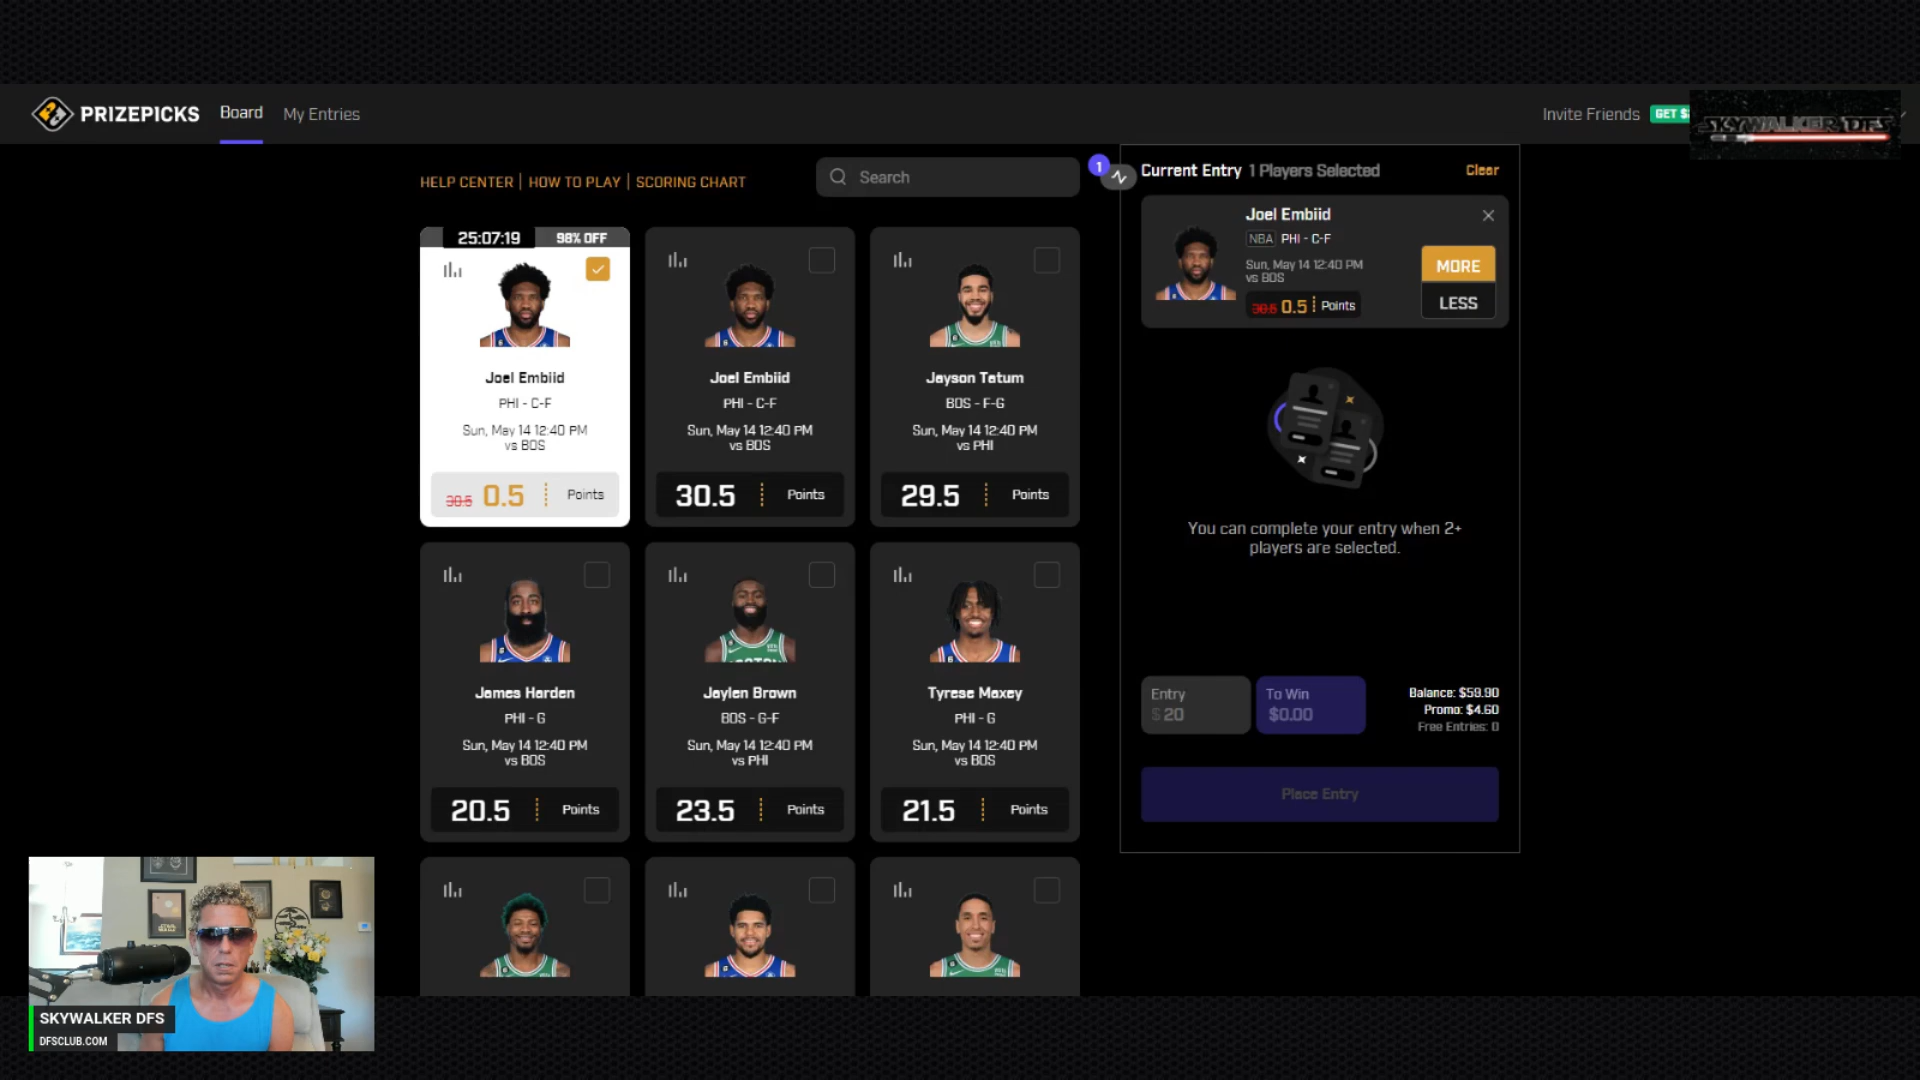 PRIZEPICKS
Board
My Entries
Invite Friends
GET $
SKYWALKER DFS
HELP CENTER | HOW TO PLAY | SCORING CHART
Search
1
Current Entry 1 Players Selected
Clear
25:07:19 98% OFF
Joel Embiid
PHI - C-F
Sun, May 14 12:40 PM
vs BOS
30.5 0.5 Points
Joel Embiid
PHI - C-F
Sun, May 14 12:40 PM
vs BOS
30.5 Points
Jayson Tatum
BOS - F-G
Sun, May 14 12:40 PM
vs PHI
29.5 Points
James Harden
PHI - G
Sun, May 14 12:40 PM
vs BOS
20.5 Points
Jaylen Brown
BOS - G-F
Sun, May 14 12:40 PM
vs PHI
23.5 Points
Tyrese Maxey
PHI - G
Sun, May 14 12:40 PM
vs BOS
21.5 Points
Joel Embiid
NBA PHI - C-F
Sun, May 14 12:40 PM
vs BOS
30.5 0.5 Points
MORE
LESS
You can complete your entry when 2+
players are selected.
Entry
$ 20
To Win
$0.00
Balance: $59.90
Promo: $4.60
Free Entries: 0
Place Entry
SKYWALKER DFS
DFSCLUB.COM